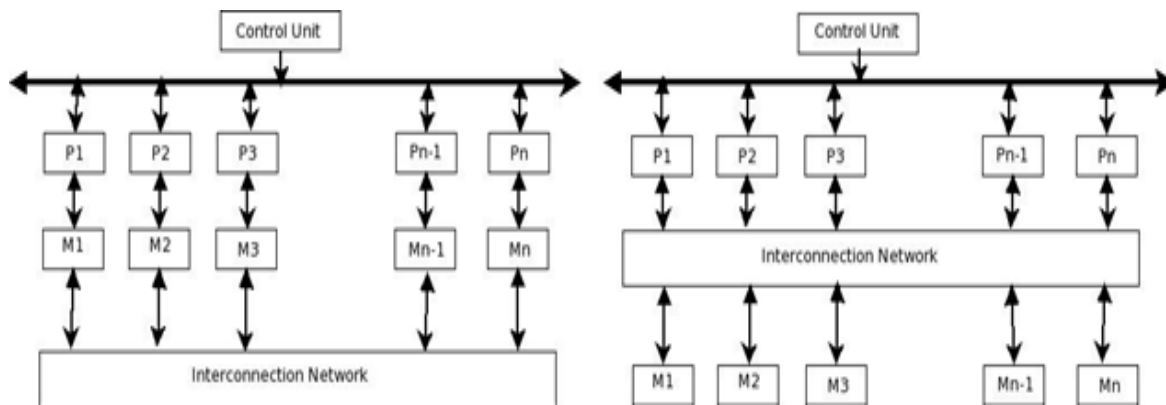 Control Unit
P1 P2 P3 Pn-1 Pn
M1 M2 M3 Mn-1 Mn
Interconnection Network
Control Unit
P1 P2 P3 Pn-1 Pn
Interconnection Network
M1 M2 M3 Mn-1 Mn